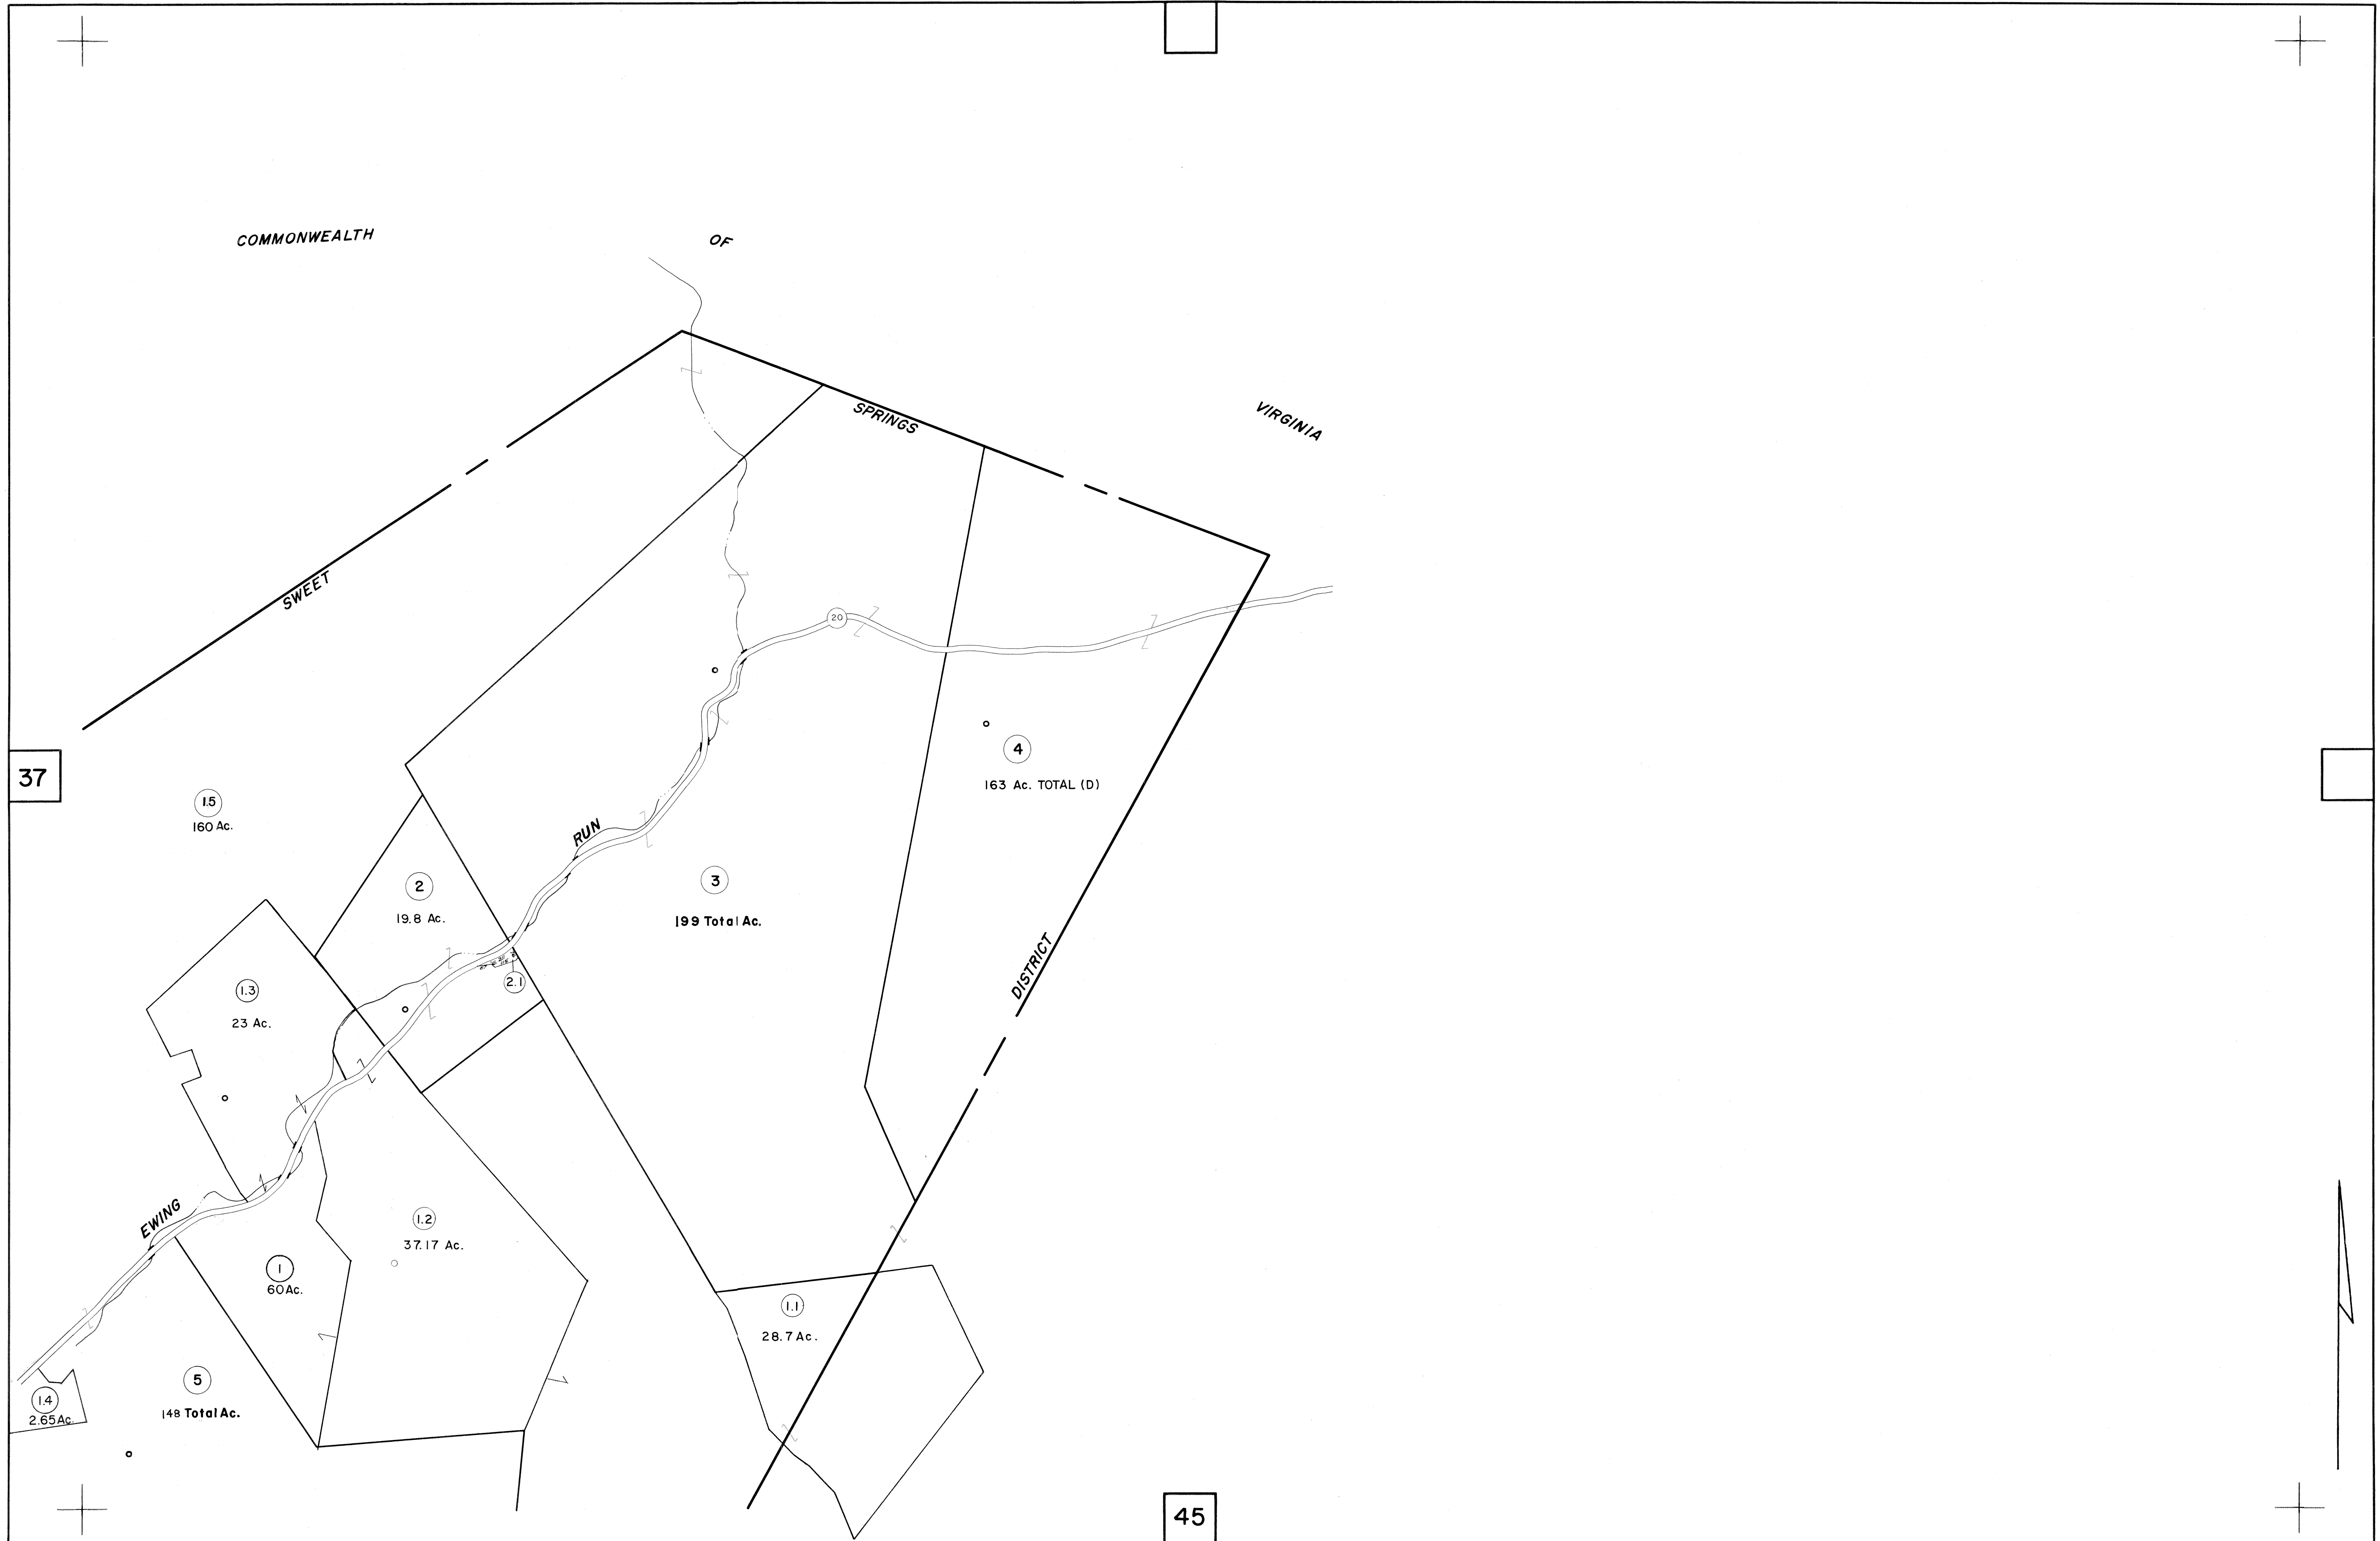 COMMONWEALTH OF VIRGINIA
SPRINGS
SWEET
20
37
4
163 Ac. TOTAL (D)
1.5
160 Ac.
RUN
2
19.8 Ac.
3
199 Total Ac.
2.1
DISTRICT
1.3
23 Ac.
EWING
1.2
37.17 Ac.
1
60 Ac.
1.1
28.7 Ac.
5
148 Total Ac.
1.4
2.65 Ac.
45